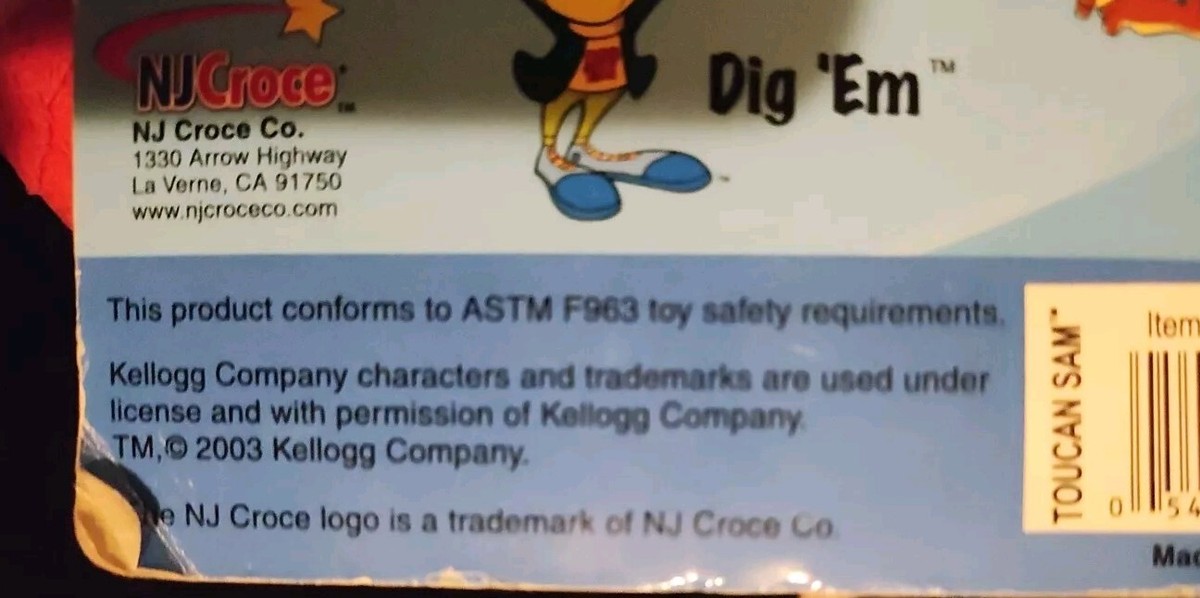 NJCroce™
NJ Croce Co.
1330 Arrow Highway
La Verne, CA 91750
www.njcroceco.com
Dig 'Em™
This product conforms to ASTM F963 toy safety requirements.
Kellogg Company characters and trademarks are used under
license and with permission of Kellogg Company.
TM,© 2003 Kellogg Company.
NJ Croce logo is a trademark of NJ Croce Co.
TOUCAN SAM™
Item
0 54